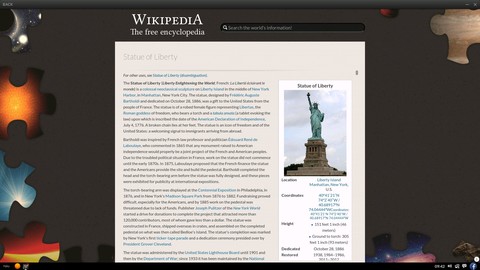 BACK
WIKIPEDIA
The free encyclopedia
Search the world's information!
Statue of Liberty
For other uses, see Statue of Liberty (disambiguation).
The Statue of Liberty (Liberty Enlightening the World; French: La Liberté éclairant le
monde) is a colossal neoclassical sculpture on Liberty Island in the middle of New York
Harbor, in Manhattan, New York City. The statue, designed by Frédéric Auguste
Bartholdi and dedicated on October 28, 1886, was a gift to the United States from the
people of France. The statue is of a robed female figure representing Libertas, the
Roman goddess of freedom, who bears a torch and a tabula ansata (a tablet evoking the
law) upon which is inscribed the date of the American Declaration of Independence,
July 4, 1776. A broken chain lies at her feet. The statue is an icon of freedom and of the
United States: a welcoming signal to immigrants arriving from abroad.
Bartholdi was inspired by French law professor and politician Édouard René de
Laboulaye, who commented in 1865 that any monument raised to American
independence would properly be a joint project of the French and American peoples.
Due to the troubled political situation in France, work on the statue did not commence
until the early 1870s. In 1875, Laboulaye proposed that the French finance the statue
and the Americans provide the site and build the pedestal. Bartholdi completed the
head and the torch-bearing arm before the statue was fully designed, and these pieces
were exhibited for publicity at international expositions.
The torch-bearing arm was displayed at the Centennial Exposition in Philadelphia, in
1876, and in New York's Madison Square Park from 1876 to 1882. Fundraising proved
difficult, especially for the Americans, and by 1885 work on the pedestal was
threatened due to lack of funds. Publisher Joseph Pulitzer of the New York World
started a drive for donations to complete the project that attracted more than
120,000 contributors, most of whom gave less than a dollar. The statue was
constructed in France, shipped overseas in crates, and assembled on the completed
pedestal on what was then called Bedloe's Island. The statue's completion was marked
by New York's first ticker-tape parade and a dedication ceremony presided over by
President Grover Cleveland.
The statue was administered by the United States Lighthouse Board until 1901 and
then by the Department of War; since 1933 it has been maintained by the National
Statue of Liberty
Location
Liberty Island
Manhattan, New York,
U.S.
Coordinates
40°41′21″N
74°2′40″W
Height
151 feet 1 inch (46
meters)
Ground to torch: 305
feet 1 inch (93 meters)
Dedicated
October 28, 1886
Restored
1938, 1984–1986,
09:43